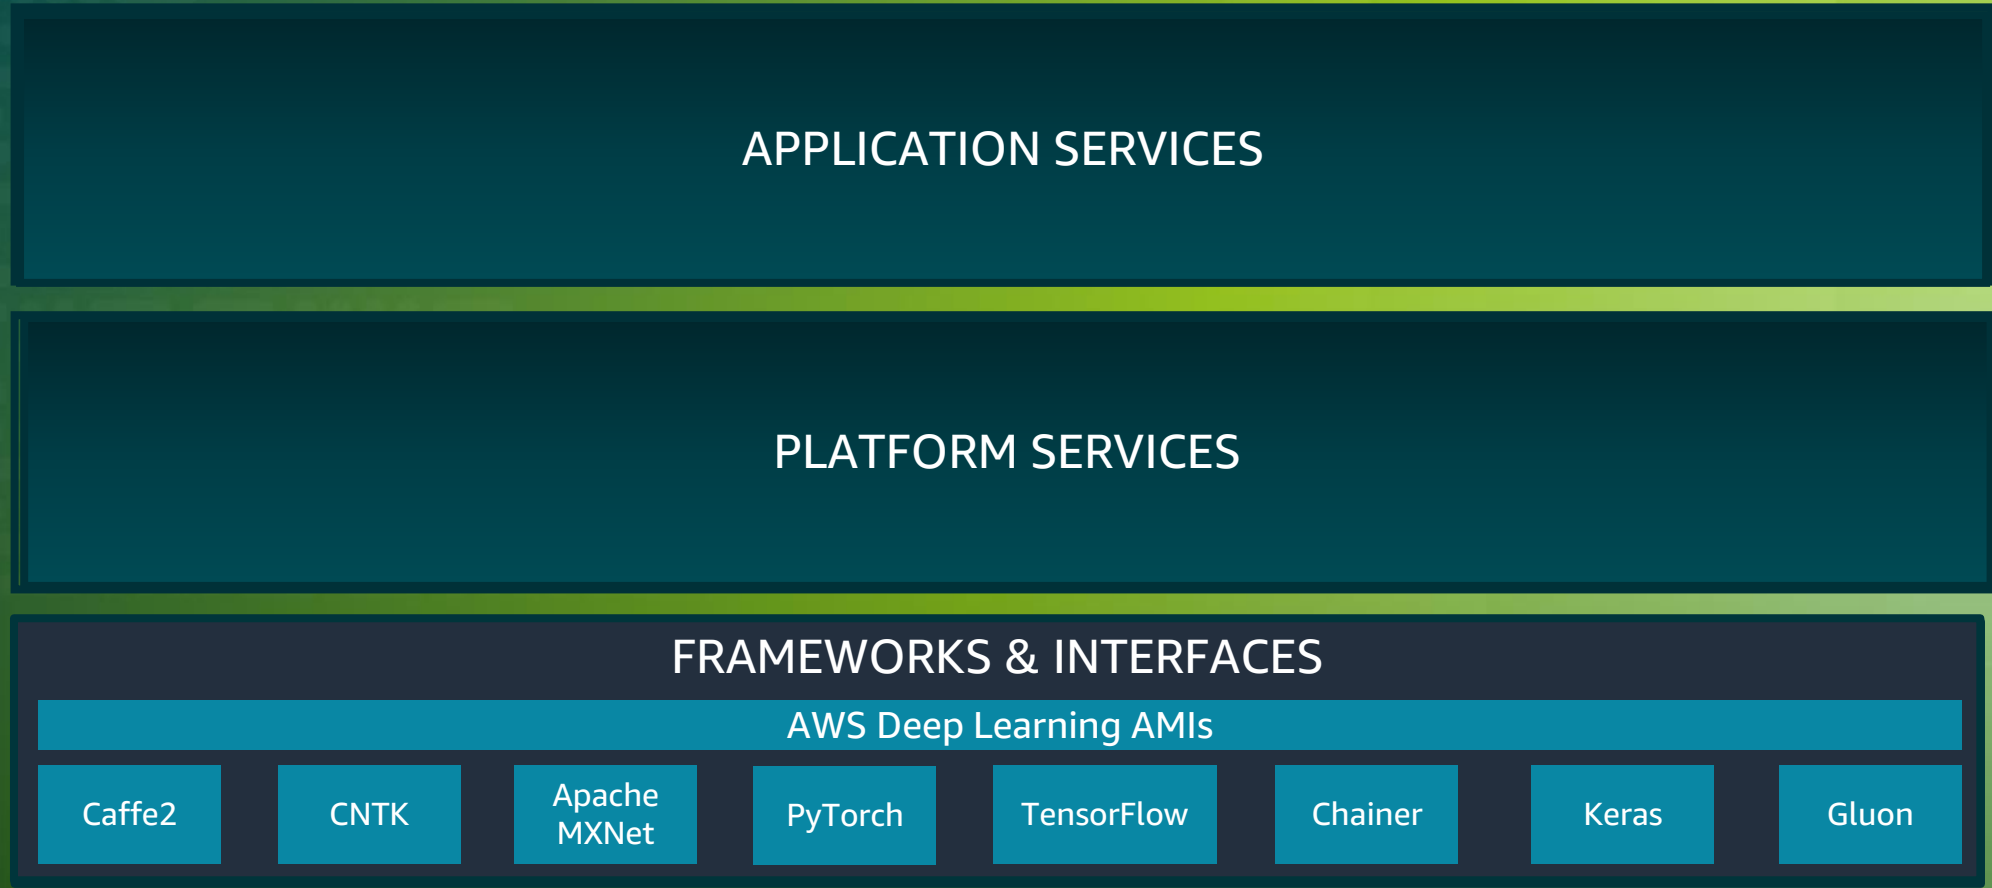 APPLICATION SERVICES
PLATFORM SERVICES
FRAMEWORKS & INTERFACES
AWS Deep Learning AMIs
Caffe2
CNTK
Apache
MXNet
PyTorch
TensorFlow
Chainer
Keras
Gluon